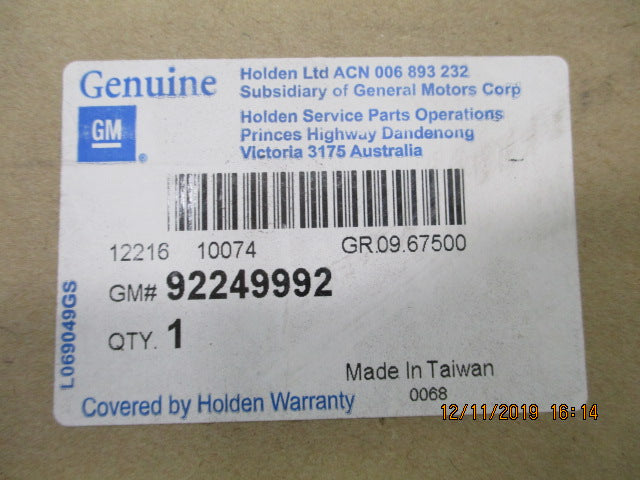 Genuine
GM
®
Holden Ltd ACN 006 893 232
Subsidiary of General Motors Corp
Holden Service Parts Operations
Princes Highway Dandenong
Victoria 3175 Australia
12216 10074 GR.09.67500
GM# 92249992
QTY. 1
L069049GS
Made In Taiwan
0068
Covered by Holden Warranty
12/11/2019 16:14